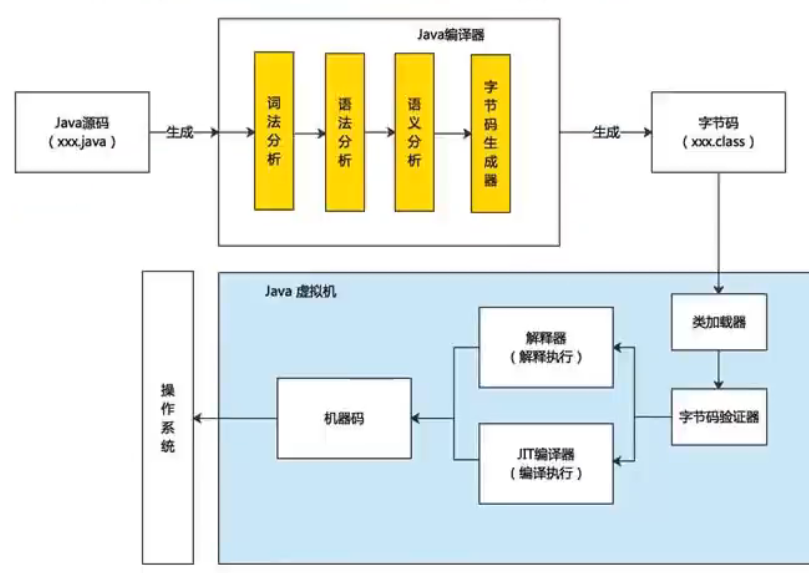 Java编译器
Java源码
（xxx.java）
生成
词法分析
语法分析
语义分析
字节码生成器
生成
字节码
（xxx.class）
Java 虚拟机
类加载器
字节码验证器
解释器
（解释执行）
JIT编译器
（编译执行）
机器码
操作系统